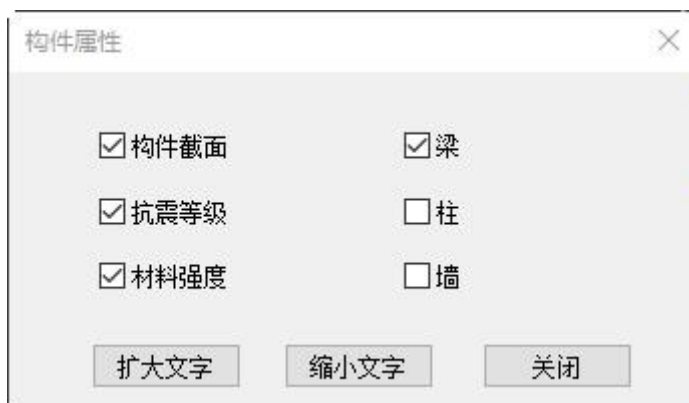 构件属性
构件截面 梁
抗震等级 柱
材料强度 墙
扩大文字 缩小文字 关闭